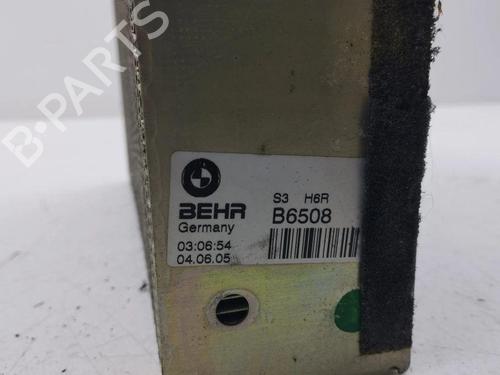 B-PARTS
S3 H6R
BEHR B6508
Germany
03:06:54
04.06.05